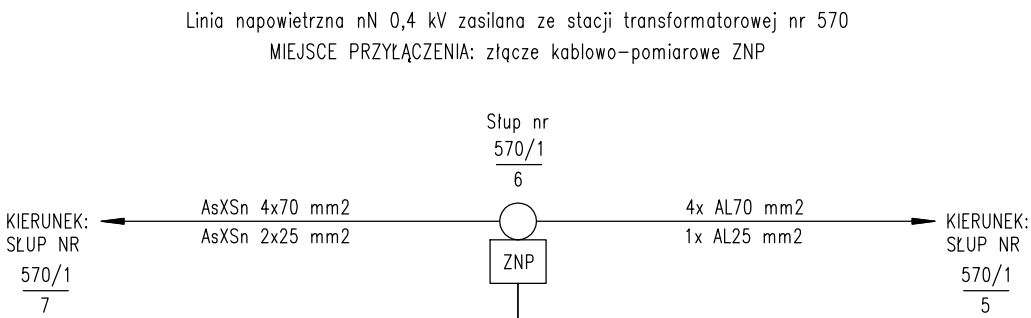 Linia napowietrzna nN 0,4 kV zasilana ze stacji transformatorowej nr 570
MIEJSCE PRZYŁĄCZENIA: złącze kablowo-pomiarowe ZNP
Słup nr
570/1
6
AsXSn 4x70 mm2
AsXSn 2x25 mm2
4x AL70 mm2
1x AL25 mm2
KIERUNEK:
SŁUP NR
570/1
7
ZNP
KIERUNEK:
SŁUP NR
570/1
5